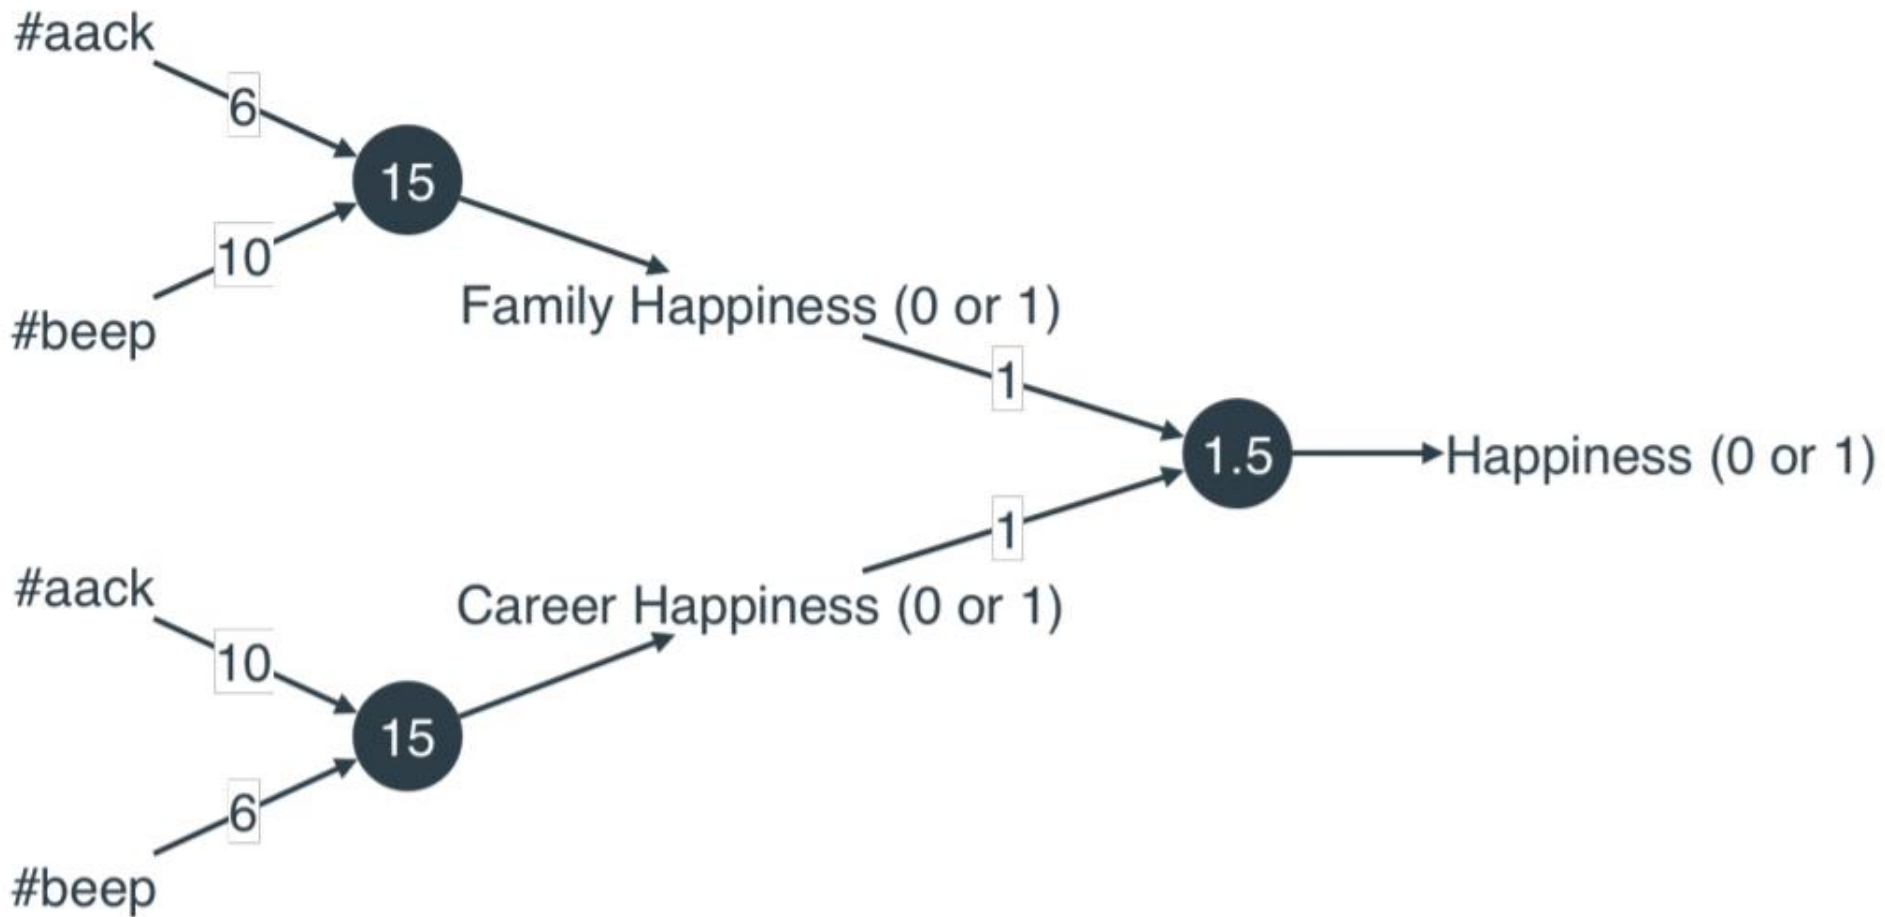 #aack
6
15
10
#beep
Family Happiness (0 or 1)
1
1.5
Happiness (0 or 1)
1
Career Happiness (0 or 1)
#aack
10
15
6
#beep